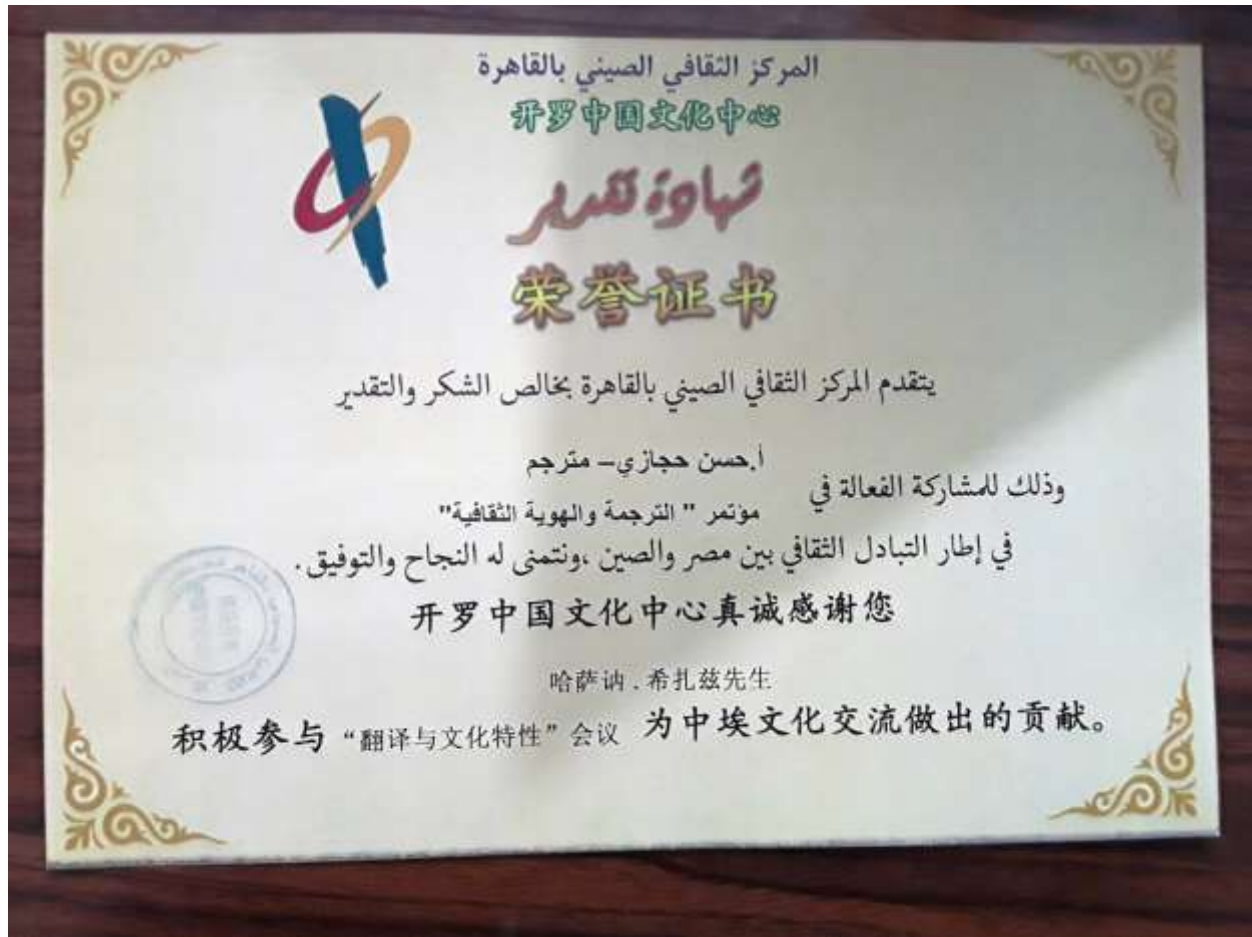 المركز الثقافي الصيني بالقاهرة
开罗中国文化中心
شهادة تقدير
荣誉证书
يتقدم المركز الثقافي الصيني بالقاهرة بخالص الشكر والتقدير
أ.حسن حجازي– مترجم
وذلك للمشاركة الفعالة في
مؤتمر " الترجمة والهوية الثقافية"
في إطار التبادل الثقافي بين مصر والصين ،ونتمنى له النجاح والتوفيق .
开罗中国文化中心真诚感谢您
哈萨讷．希扎兹先生
积极参与 “翻译与文化特性” 会议 为中埃文化交流做出的贡献。